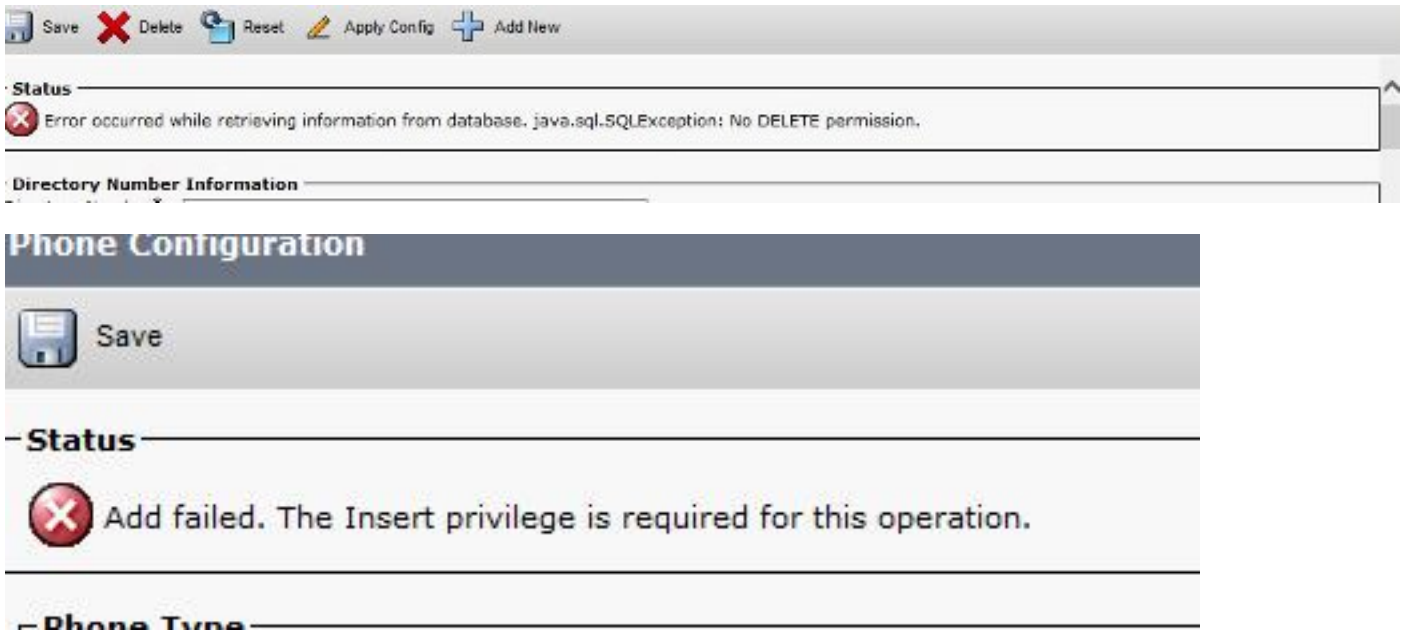 Save Delete Reset Apply Config Add New
Status
Error occurred while retrieving information from database. java.sql.SQLException: No DELETE permission.
Directory Number Information
Phone Configuration
Save
Status
Add failed. The Insert privilege is required for this operation.
Phone Type